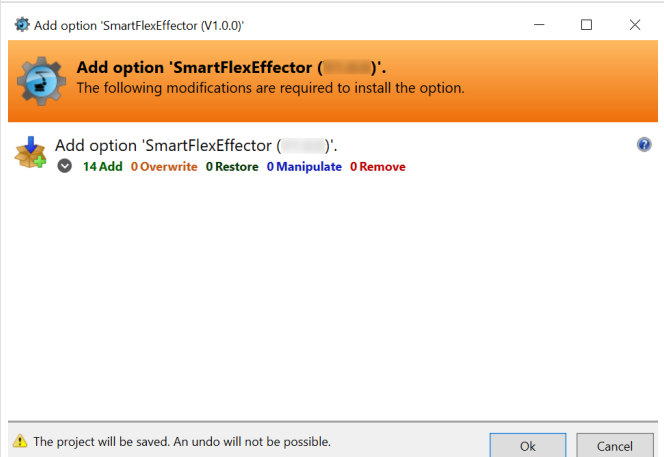 Add option 'SmartFlexEffector (V1.0.0)'
Add option 'SmartFlexEffector ( )'.
The following modifications are required to install the option.
Add option 'SmartFlexEffector ( )'.
14 Add 0 Overwrite 0 Restore 0 Manipulate 0 Remove
The project will be saved. An undo will not be possible.
Ok Cancel